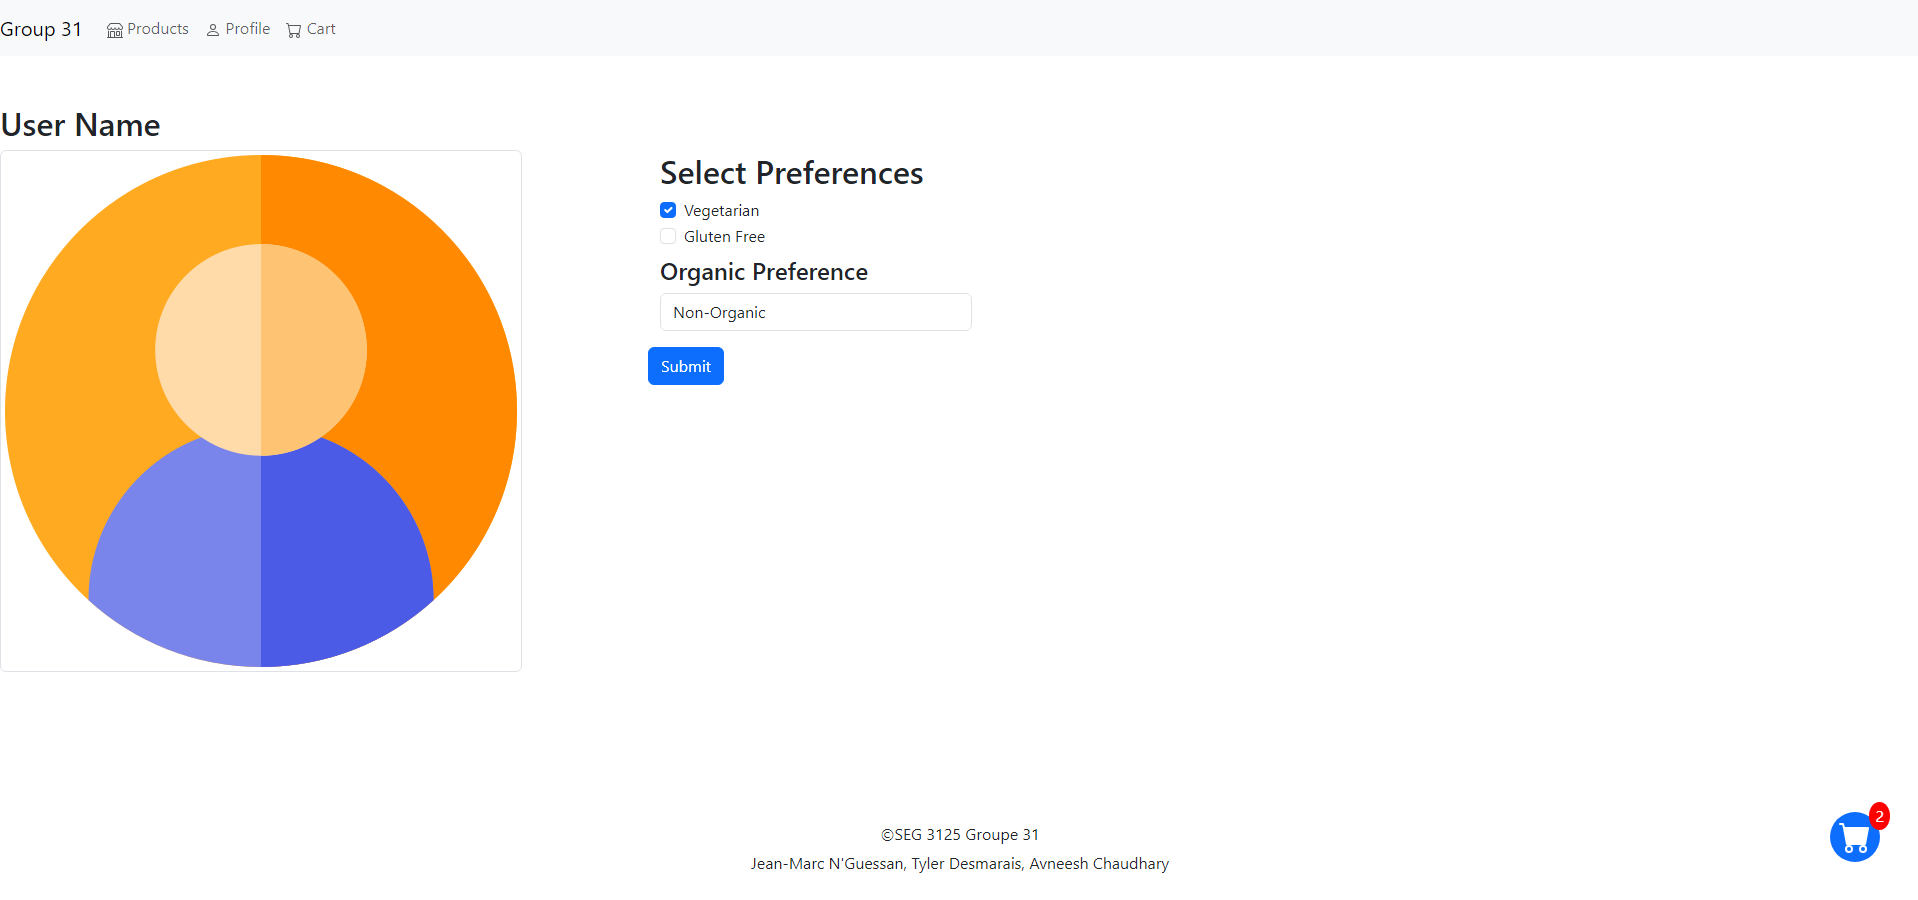 Group 31 Products Profile Cart
User Name
Select Preferences
Vegetarian
Gluten Free
Organic Preference
Non-Organic
Submit
2
©SEG 3125 Groupe 31
Jean-Marc N'Guessan, Tyler Desmarais, Avneesh Chaudhary